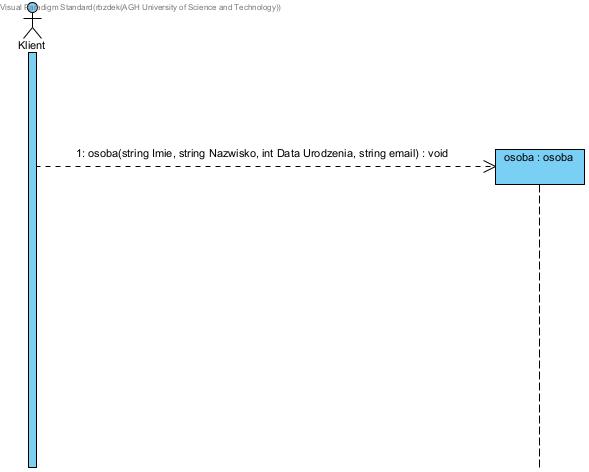 Visual Paradigm Standard(rbzdek(AGH University of Science and Technology))
Klient
1: osoba(string Imie, string Nazwisko, int Data Urodzenia, string email) : void
osoba : osoba